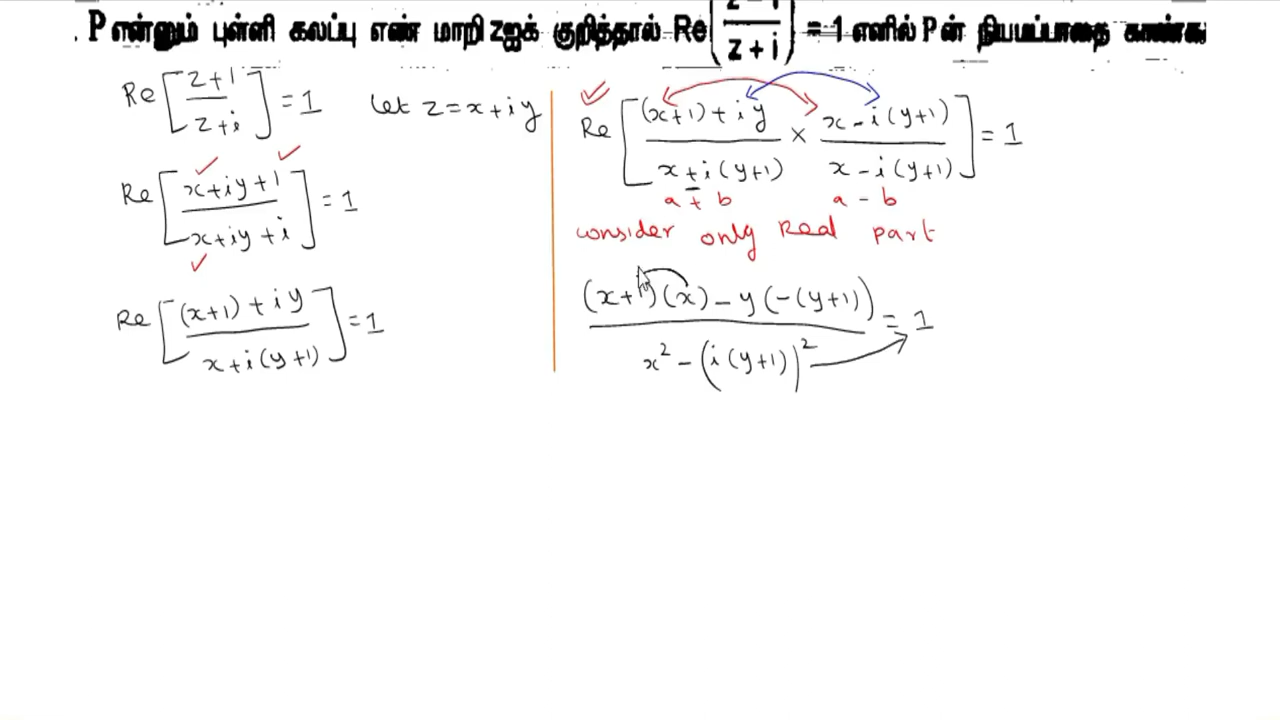 . P என்னும் புள்ளி கலப்பு எண் மாறி zஐக் குறித்தால் Re( /z+i) = 1 எனில் P ன் நியமப்பாதை காண்க
Re[z+1/z+i] = 1 let z = x+iy
Re[x+iy+1/x+iy+i] = 1
Re[(x+1)+iy/x+i(y+1)] = 1
Re[(x+1)+iy/x+i(y+1) × x-i(y+1)/x-i(y+1)] = 1
a + b a - b
consider only Real part
(x+1)(x) - y(-(y+1))/x² - (i(y+1))² = 1